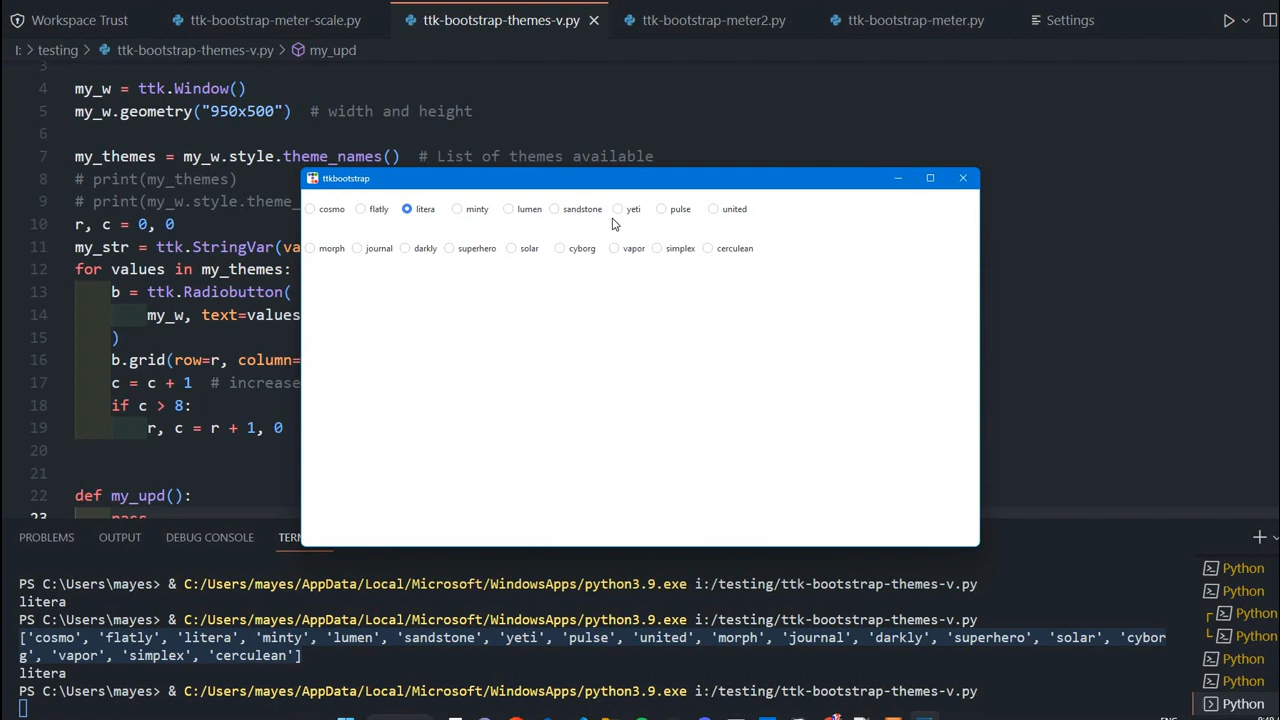 Workspace Trust
ttk-bootstrap-meter-scale.py
ttk-bootstrap-themes-v.py
ttk-bootstrap-meter2.py
ttk-bootstrap-meter.py
Settings
I: > testing > ttk-bootstrap-themes-v.py > my_upd
3
4 my_w = ttk.Window()
5 my_w.geometry("950x500") # width and height
6
7 my_themes = my_w.style.theme_names() # List of themes available
8 # print(my_themes)
9 # print(my_w.style.theme_
10 r, c = 0, 0
11 my_str = ttk.StringVar(va
12 for values in my_themes:
13 b = ttk.Radiobutton(
14 my_w, text=values
15 )
16 b.grid(row=r, column=
17 c = c + 1 # increase
18 if c > 8:
19 r, c = r + 1, 0
20
21
22 def my_upd():
23 pass
ttkbootstrap
cosmo flatly litera minty lumen sandstone yeti pulse united
morph journal darkly superhero solar cyborg vapor simplex cerculean
PROBLEMS OUTPUT DEBUG CONSOLE TERM
PS C:\Users\mayes> & C:/Users/mayes/AppData/Local/Microsoft/WindowsApps/python3.9.exe i:/testing/ttk-bootstrap-themes-v.py
litera
PS C:\Users\mayes> & C:/Users/mayes/AppData/Local/Microsoft/WindowsApps/python3.9.exe i:/testing/ttk-bootstrap-themes-v.py
['cosmo', 'flatly', 'litera', 'minty', 'lumen', 'sandstone', 'yeti', 'pulse', 'united', 'morph', 'journal', 'darkly', 'superhero', 'solar', 'cybor
g', 'vapor', 'simplex', 'cerculean']
litera
PS C:\Users\mayes> & C:/Users/mayes/AppData/Local/Microsoft/WindowsApps/python3.9.exe i:/testing/ttk-bootstrap-themes-v.py
Python
Python
Python
Python
Python
Python
Python